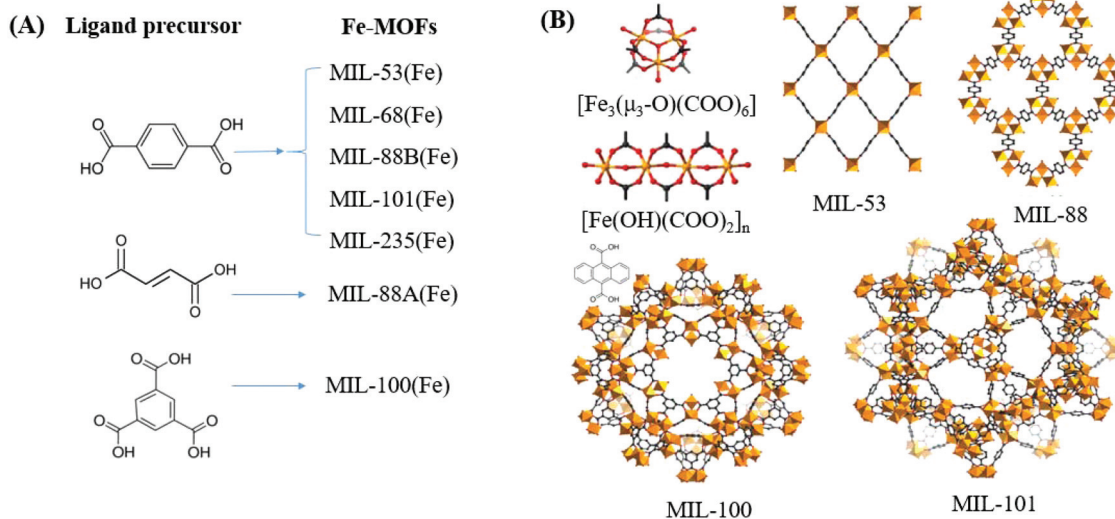 (A) Ligand precursor Fe-MOFs
MIL-53(Fe)
MIL-68(Fe)
MIL-88B(Fe)
MIL-101(Fe)
MIL-235(Fe)
O OH
HO O
O
HO OH
O
MIL-88A(Fe)
O OH
O O
OH OH
MIL-100(Fe)
(B)
[Fe₃(μ₃-O)(COO)₆]
[Fe(OH)(COO)₂]ₙ
MIL-53
MIL-88
O OH
O OH
MIL-100
MIL-101